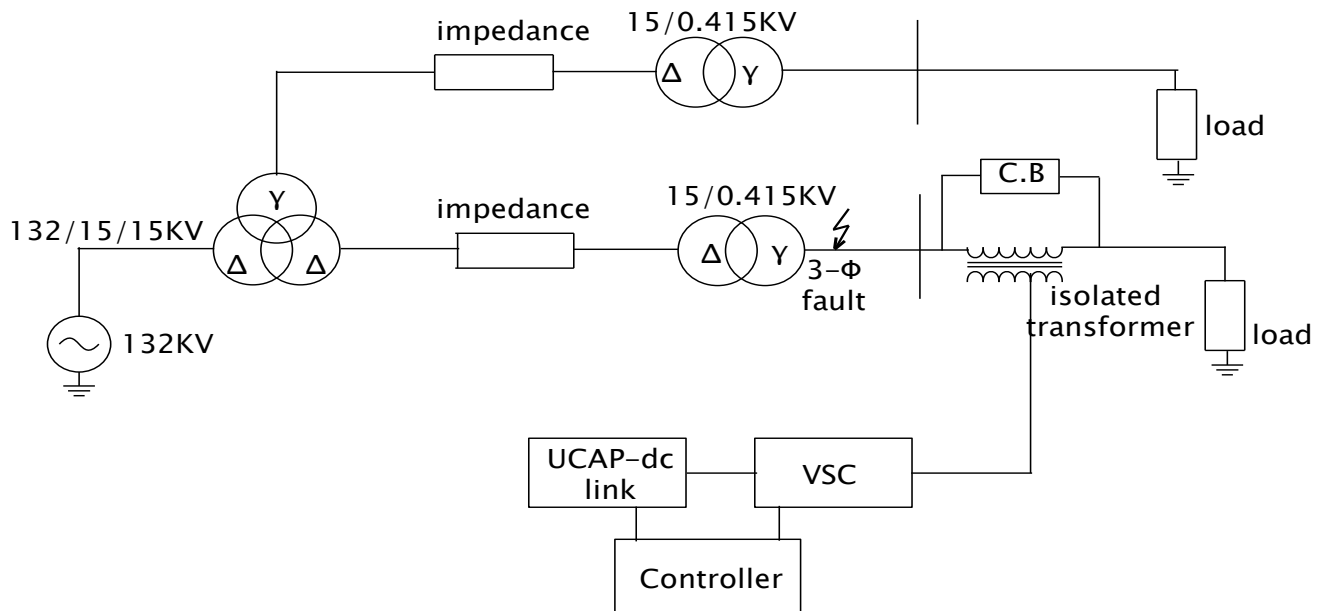 15/0.415KV
impedance
Δ
Y
load
C.B
Y
15/0.415KV
impedance
132/15/15KV
Δ
Δ
Δ
Y
3-Φ
fault
isolated
transformer
load
132KV
UCAP-dc
link
VSC
Controller